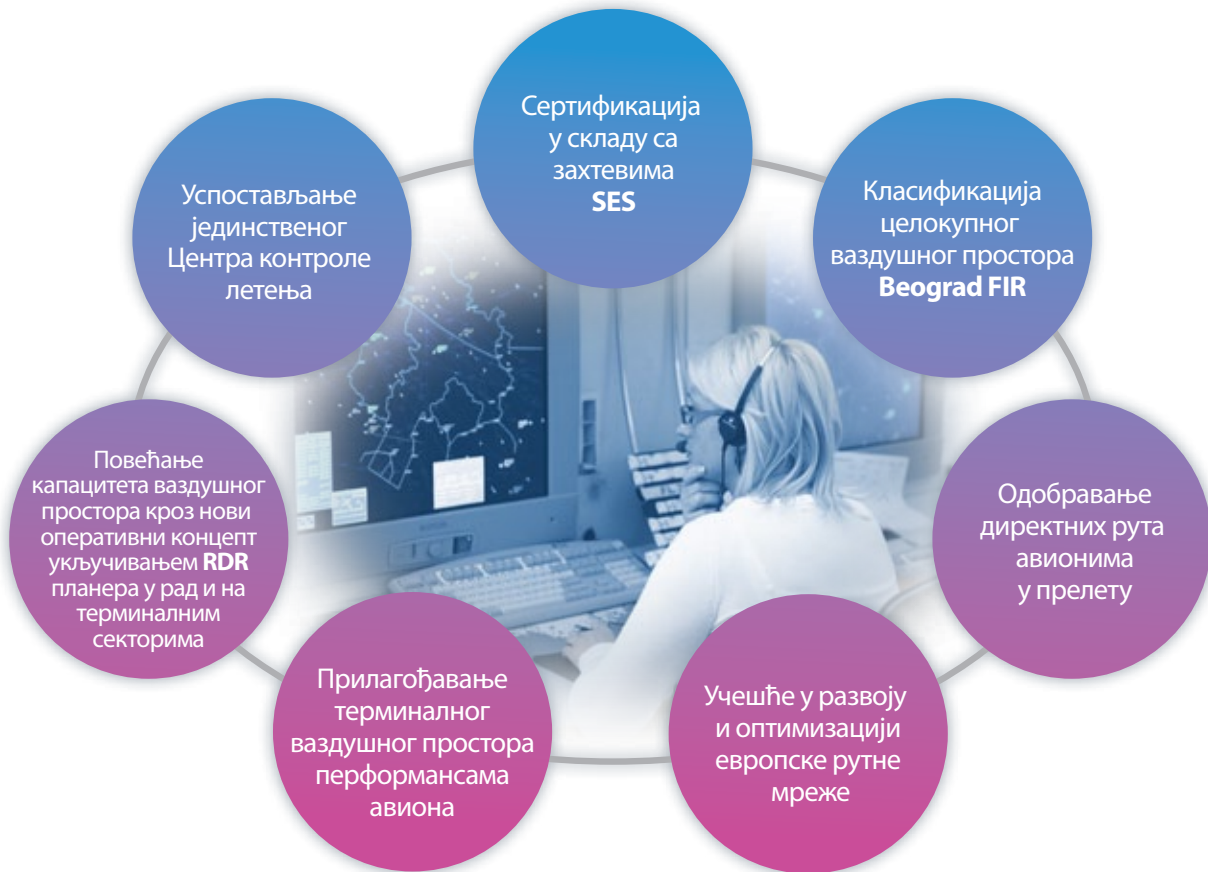 Сертификација
у складу са
захтевима
SES
Класификација
целокупног
ваздушног простора
Beograd FIR
Одобравање
директних рута
авионима
у прелету
Учешће у развоју
и оптимизацији
европске рутне
мреже
Прилагођавање
терминалног
ваздушног простора
перформансама
авиона
Повећање
капацитета ваздушног
простора кроз нови
оперативни концепт
укључивањем RDR
планера у рад и на
терминалним
секторима
Успостављање
јединственог
Центра контроле
летења